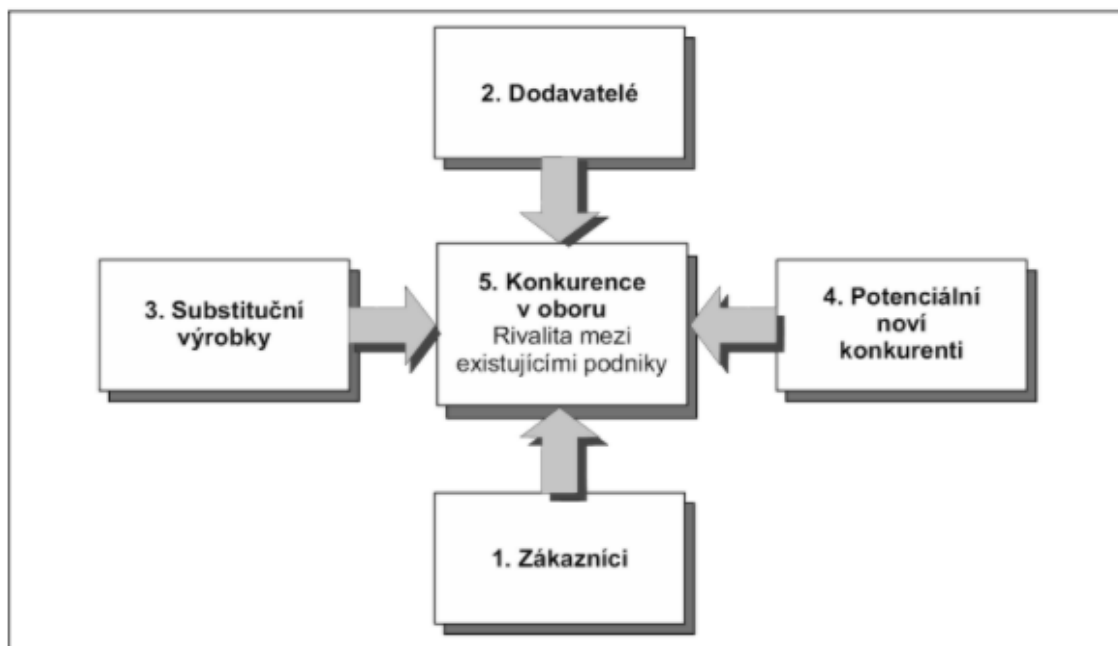 2. Dodavatelé
3. Substituční
výrobky
5. Konkurence
v oboru
Rivalita mezi
existujícími podniky
4. Potenciální
noví
konkurenti
1. Zákazníci